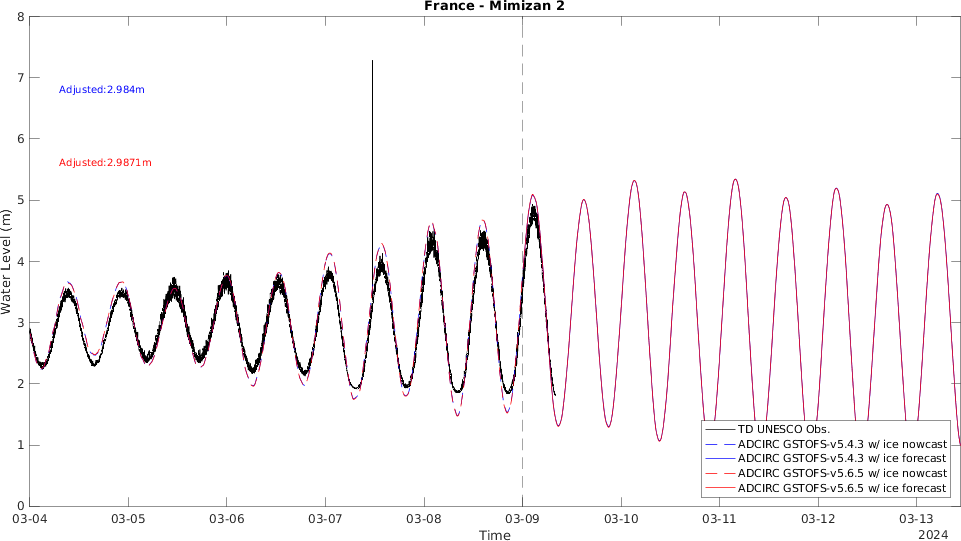 France - Mimizan 2
8
7
6
5
4
3
2
1
0
Water Level (m)
Adjusted:2.984m
Adjusted:2.9871m
TD UNESCO Obs.
ADCIRC GSTOFS-v5.4.3 w/ ice nowcast
ADCIRC GSTOFS-v5.4.3 w/ ice forecast
ADCIRC GSTOFS-v5.6.5 w/ ice nowcast
ADCIRC GSTOFS-v5.6.5 w/ ice forecast
03-04 03-05 03-06 03-07 03-08 03-09 03-10 03-11 03-12 03-13
Time
2024